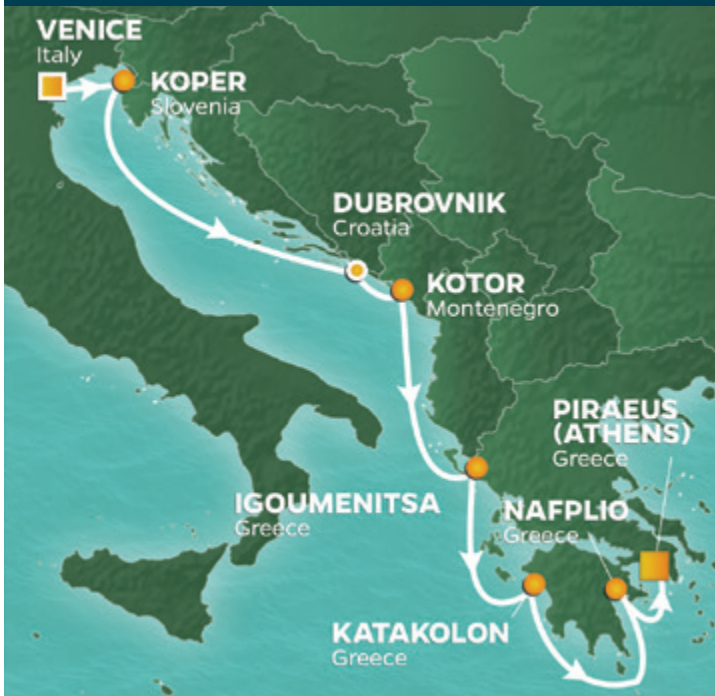 VENICE
Italy
KOPER
Slovenia
DUBROVNIK
Croatia
KOTOR
Montenegro
PIRAEUS
(ATHENS)
Greece
IGOUMENITSA
Greece
NAFPLIO
Greece
KATAKOLON
Greece